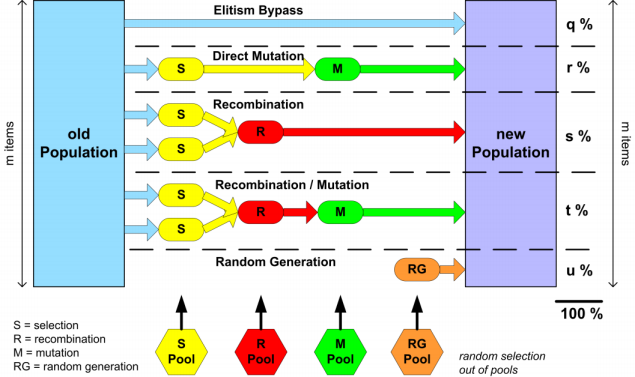 Elitism Bypass
q %
Direct Mutation
S
M
r %
Recombination
S
S
R
s %
m items
old
Population
new
Population
m items
Recombination / Mutation
S
S
R
M
t %
Random Generation
RG
u %
100 %
S = selection
R = recombination
M = mutation
RG = random generation
S
Pool
R
Pool
M
Pool
RG
Pool
random selection
out of pools